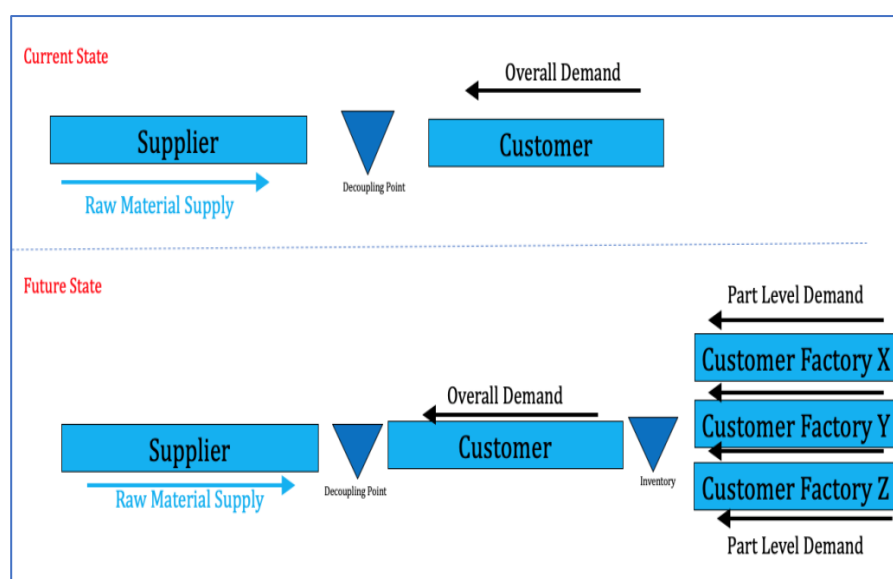 Current State
Overall Demand
Supplier
Customer
Decoupling Point
Raw Material Supply
Future State
Part Level Demand
Customer Factory X
Overall Demand
Customer Factory Y
Supplier
Customer
Customer Factory Z
Decoupling Point
Inventory
Raw Material Supply
Part Level Demand